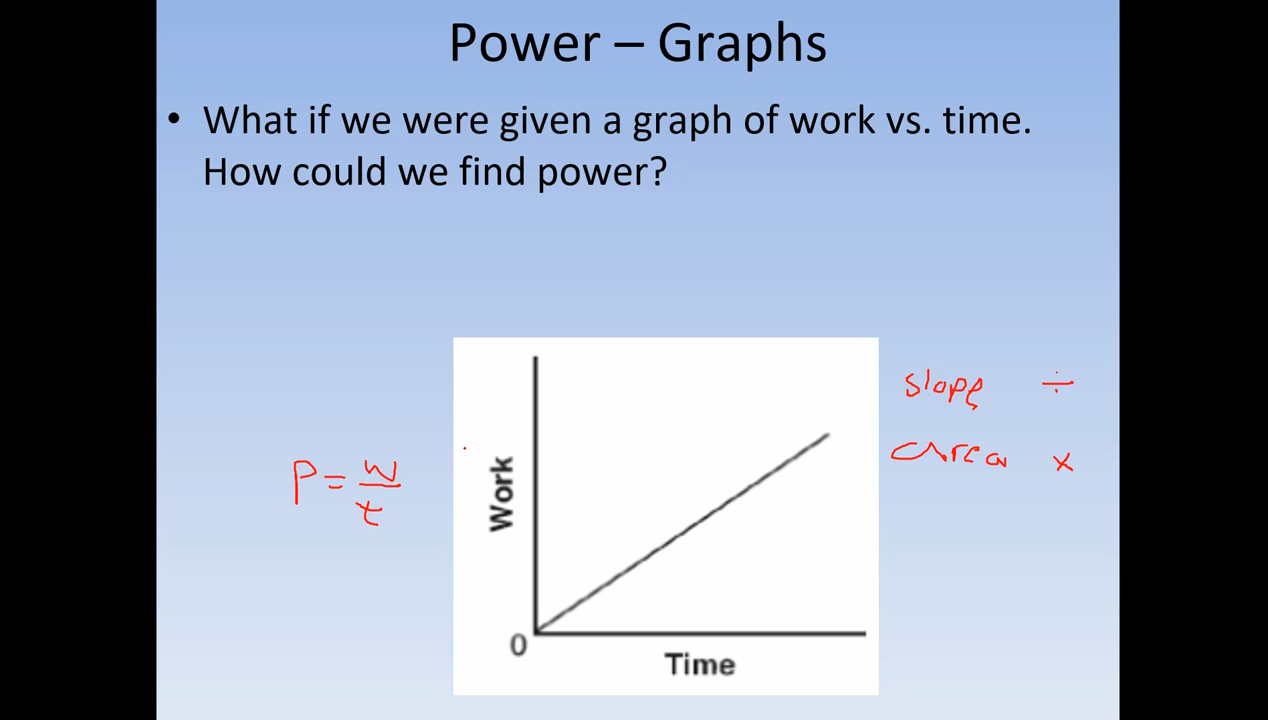 Power – Graphs
• What if we were given a graph of work vs. time.
How could we find power?
slope ÷
area ×
P = w/t
Work
0
Time